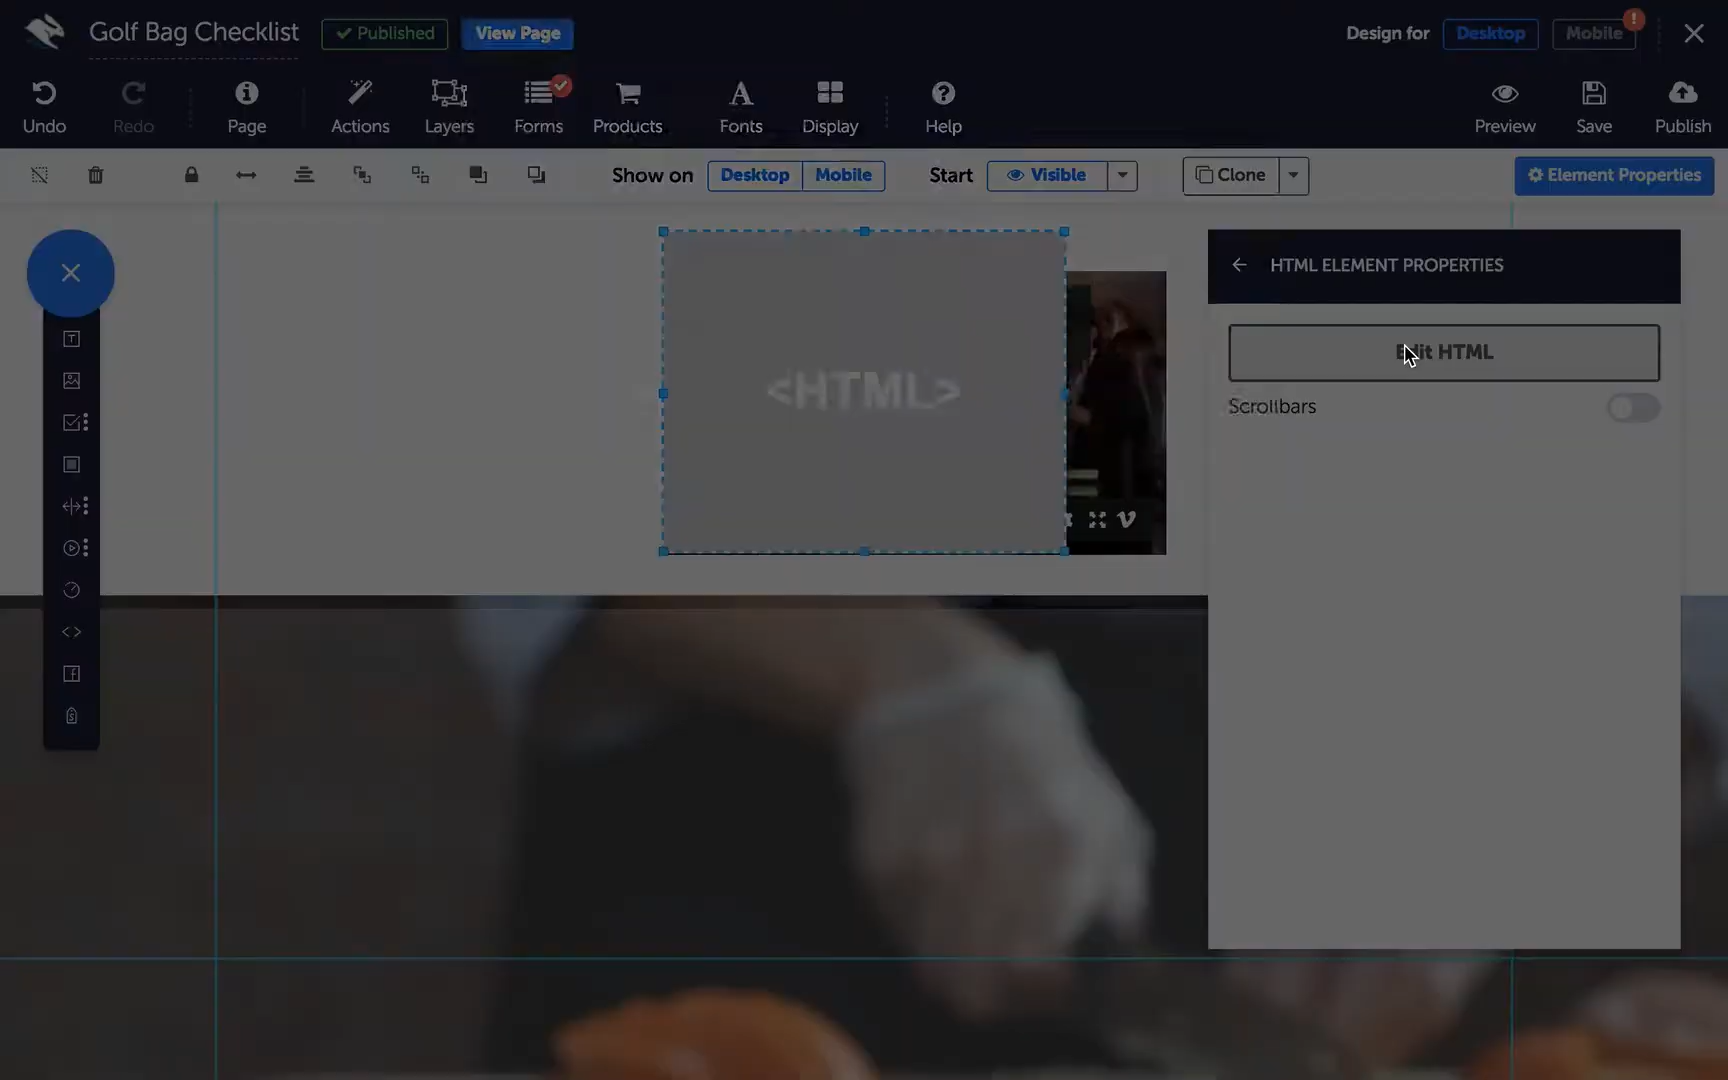 Golf Bag Checklist
Published
View Page
Design for
Desktop
Mobile
Undo
Redo
Page
Actions
Layers
Forms
Products
Fonts
Display
Help
Preview
Save
Publish
Show on
Desktop
Mobile
Start
Visible
Clone
Element Properties
HTML ELEMENT PROPERTIES
Edit HTML
<HTML>
Scrollbars